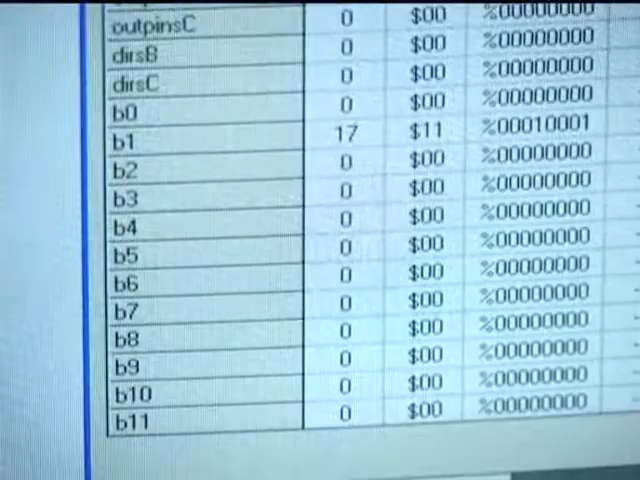 outpinsC 0 $00 %00000000
dirsB 0 $00 %00000000
dirsC 0 $00 %00000000
b0 0 $00 %00000000
b1 17 $11 %00010001
b2 0 $00 %00000000
b3 0 $00 %00000000
b4 0 $00 %00000000
b5 0 $00 %00000000
b6 0 $00 %00000000
b7 0 $00 %00000000
b8 0 $00 %00000000
b9 0 $00 %00000000
b10 0 $00 %00000000
b11 0 $00 %00000000